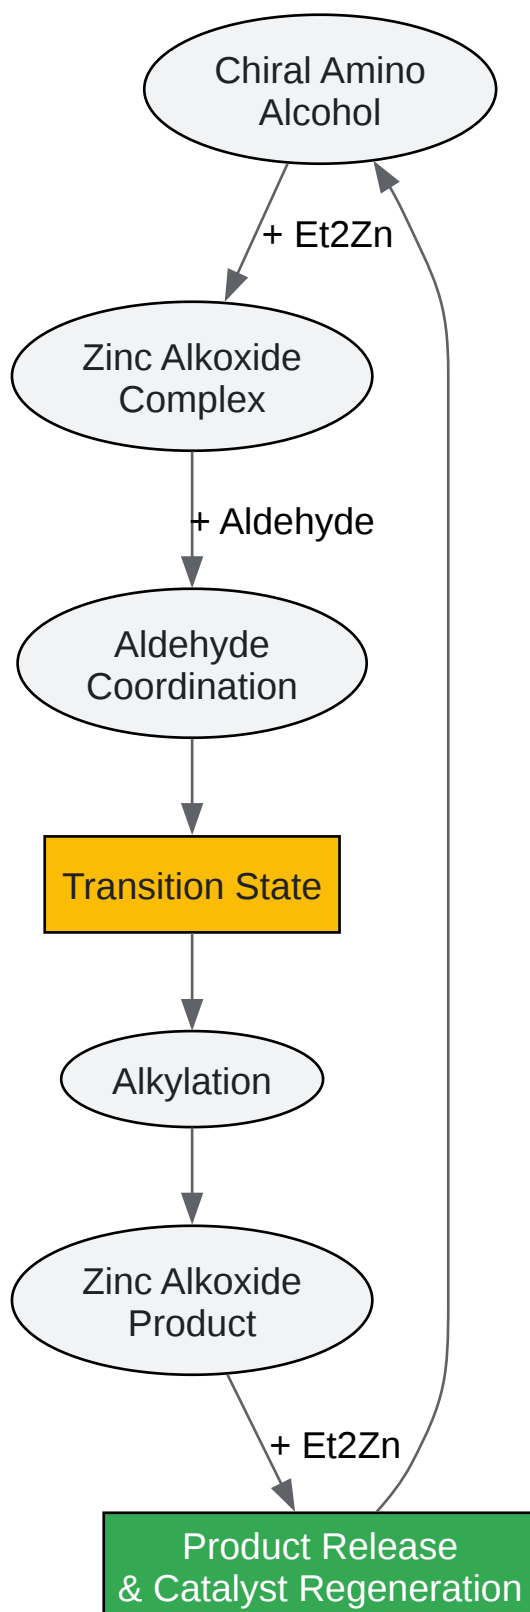 Chiral Amino
Alcohol
+ Et2Zn
Zinc Alkoxide
Complex
+ Aldehyde
Aldehyde
Coordination
Transition State
Alkylation
Zinc Alkoxide
Product
+ Et2Zn
Product Release
& Catalyst Regeneration